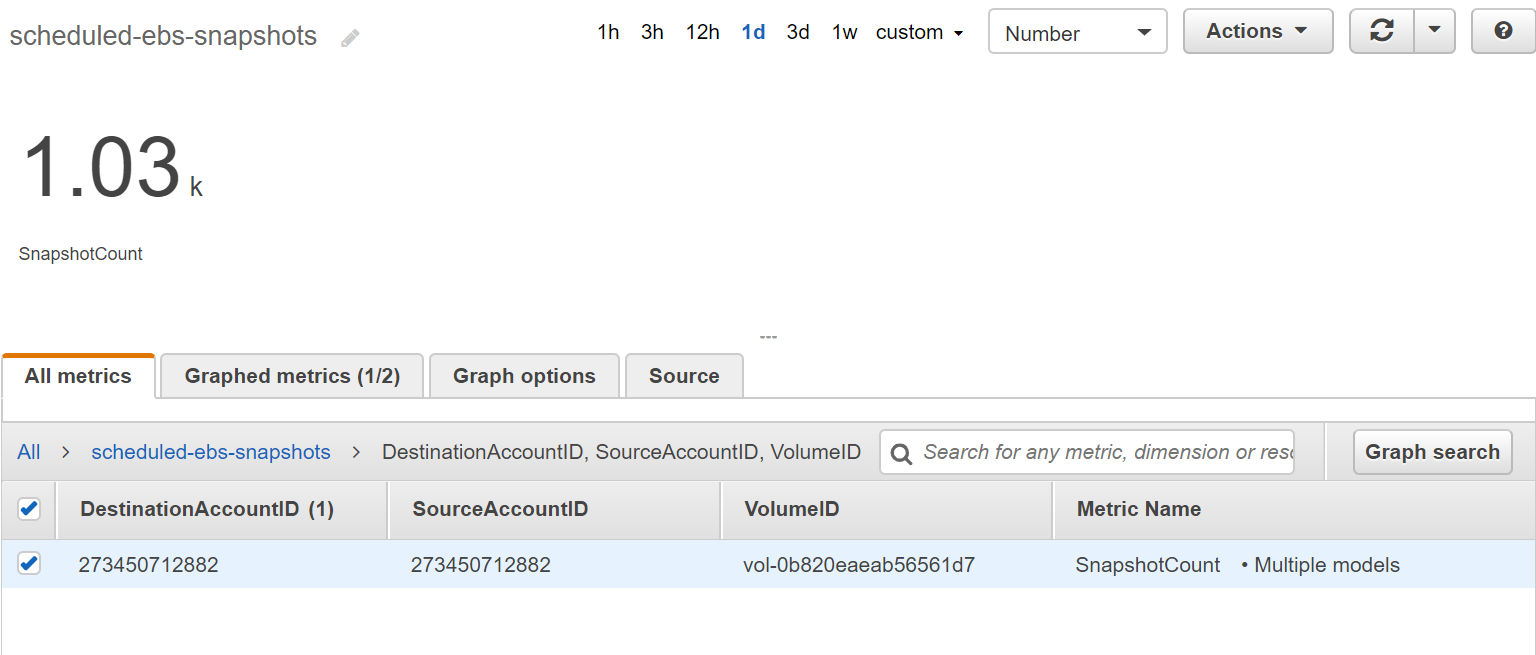 scheduled-ebs-snapshots 1h 3h 12h 1d 3d 1w custom Number Actions
1.03 k
SnapshotCount
All metrics Graphed metrics (1/2) Graph options Source
All > scheduled-ebs-snapshots > DestinationAccountID, SourceAccountID, VolumeID Search for any metric, dimension or reso Graph search
DestinationAccountID (1) SourceAccountID VolumeID Metric Name
273450712882 273450712882 vol-0b820eaeab56561d7 SnapshotCount • Multiple models